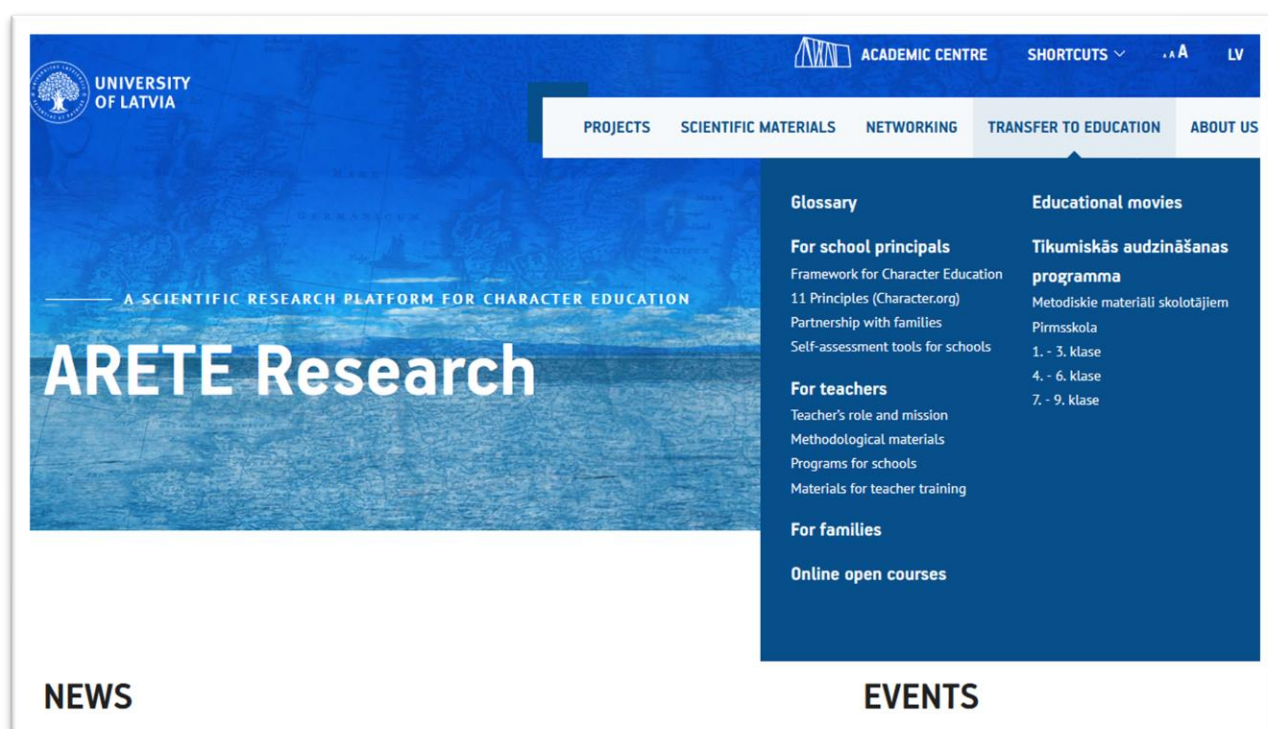 UNIVERSITY
OF LATVIA
ACADEMIC CENTRE
SHORTCUTS
A A A
LV
PROJECTS
SCIENTIFIC MATERIALS
NETWORKING
TRANSFER TO EDUCATION
ABOUT US
A SCIENTIFIC RESEARCH PLATFORM FOR CHARACTER EDUCATION
ARETE Research
Glossary
For school principals
Framework for Character Education
11 Principles (Character.org)
Partnership with families
Self-assessment tools for schools
For teachers
Teacher's role and mission
Methodological materials
Programs for schools
Materials for teacher training
For families
Online open courses
Educational movies
Tikumiskās audzināšanas
programma
Metodiskie materiāli skolotājiem
Pirmsskola
1. - 3. klase
4. - 6. klase
7. - 9. klase
NEWS
EVENTS